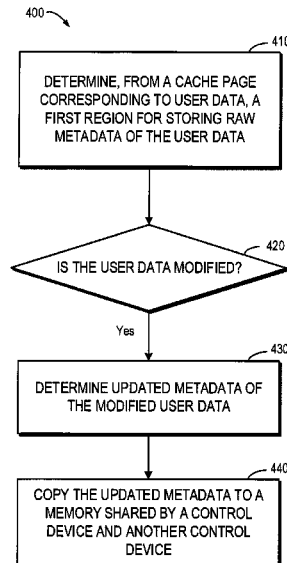 400
410
DETERMINE, FROM A CACHE PAGE
CORRESPONDING TO USER DATA, A
FIRST REGION FOR STORING RAW
METADATA OF THE USER DATA
420
IS THE USER DATA MODIFIED?
Yes
430
DETERMINE UPDATED METADATA OF
THE MODIFIED USER DATA
440
COPY THE UPDATED METADATA TO A
MEMORY SHARED BY A CONTROL
DEVICE AND ANOTHER CONTROL
DEVICE